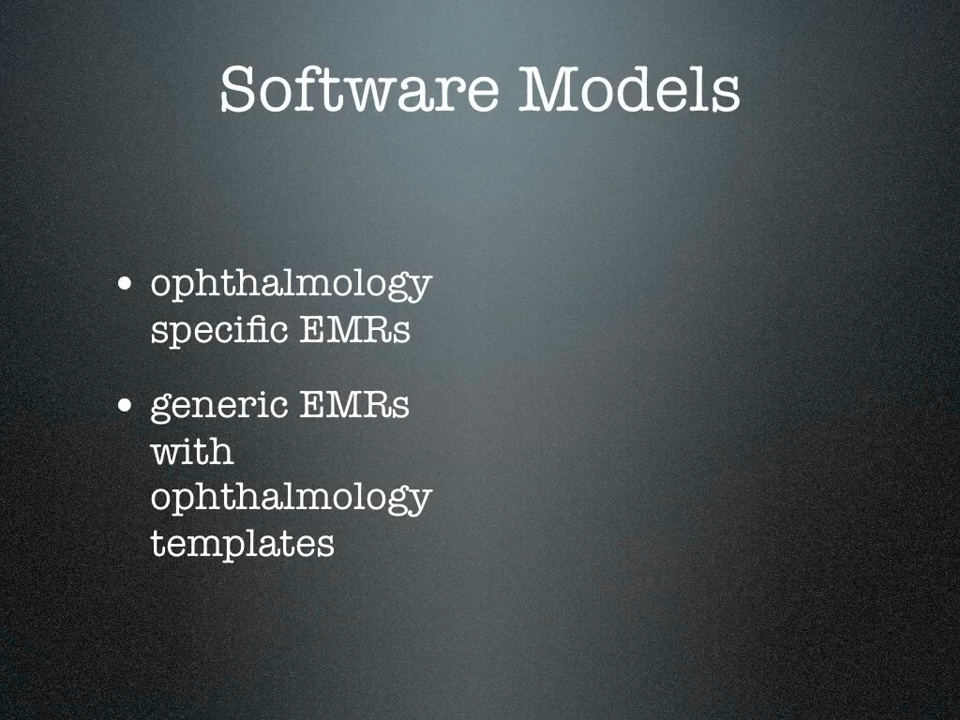 Software Models
• ophthalmology
specific EMRs
• generic EMRs
with
ophthalmology
templates